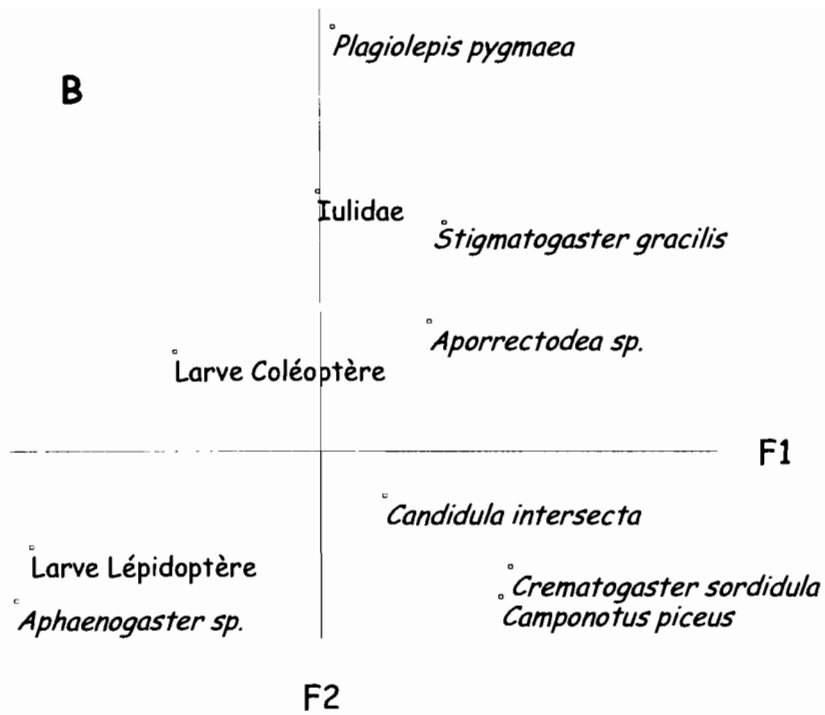 Plagiolepis pygmaea
B
Iulidae
Stigmatogaster gracilis
Aporrectodea sp.
Larve Coléoptère
F1
Candidula intersecta
Larve Lépidoptère
Crematogaster sordidula
Aphaenogaster sp.
Camponotus piceus
F2